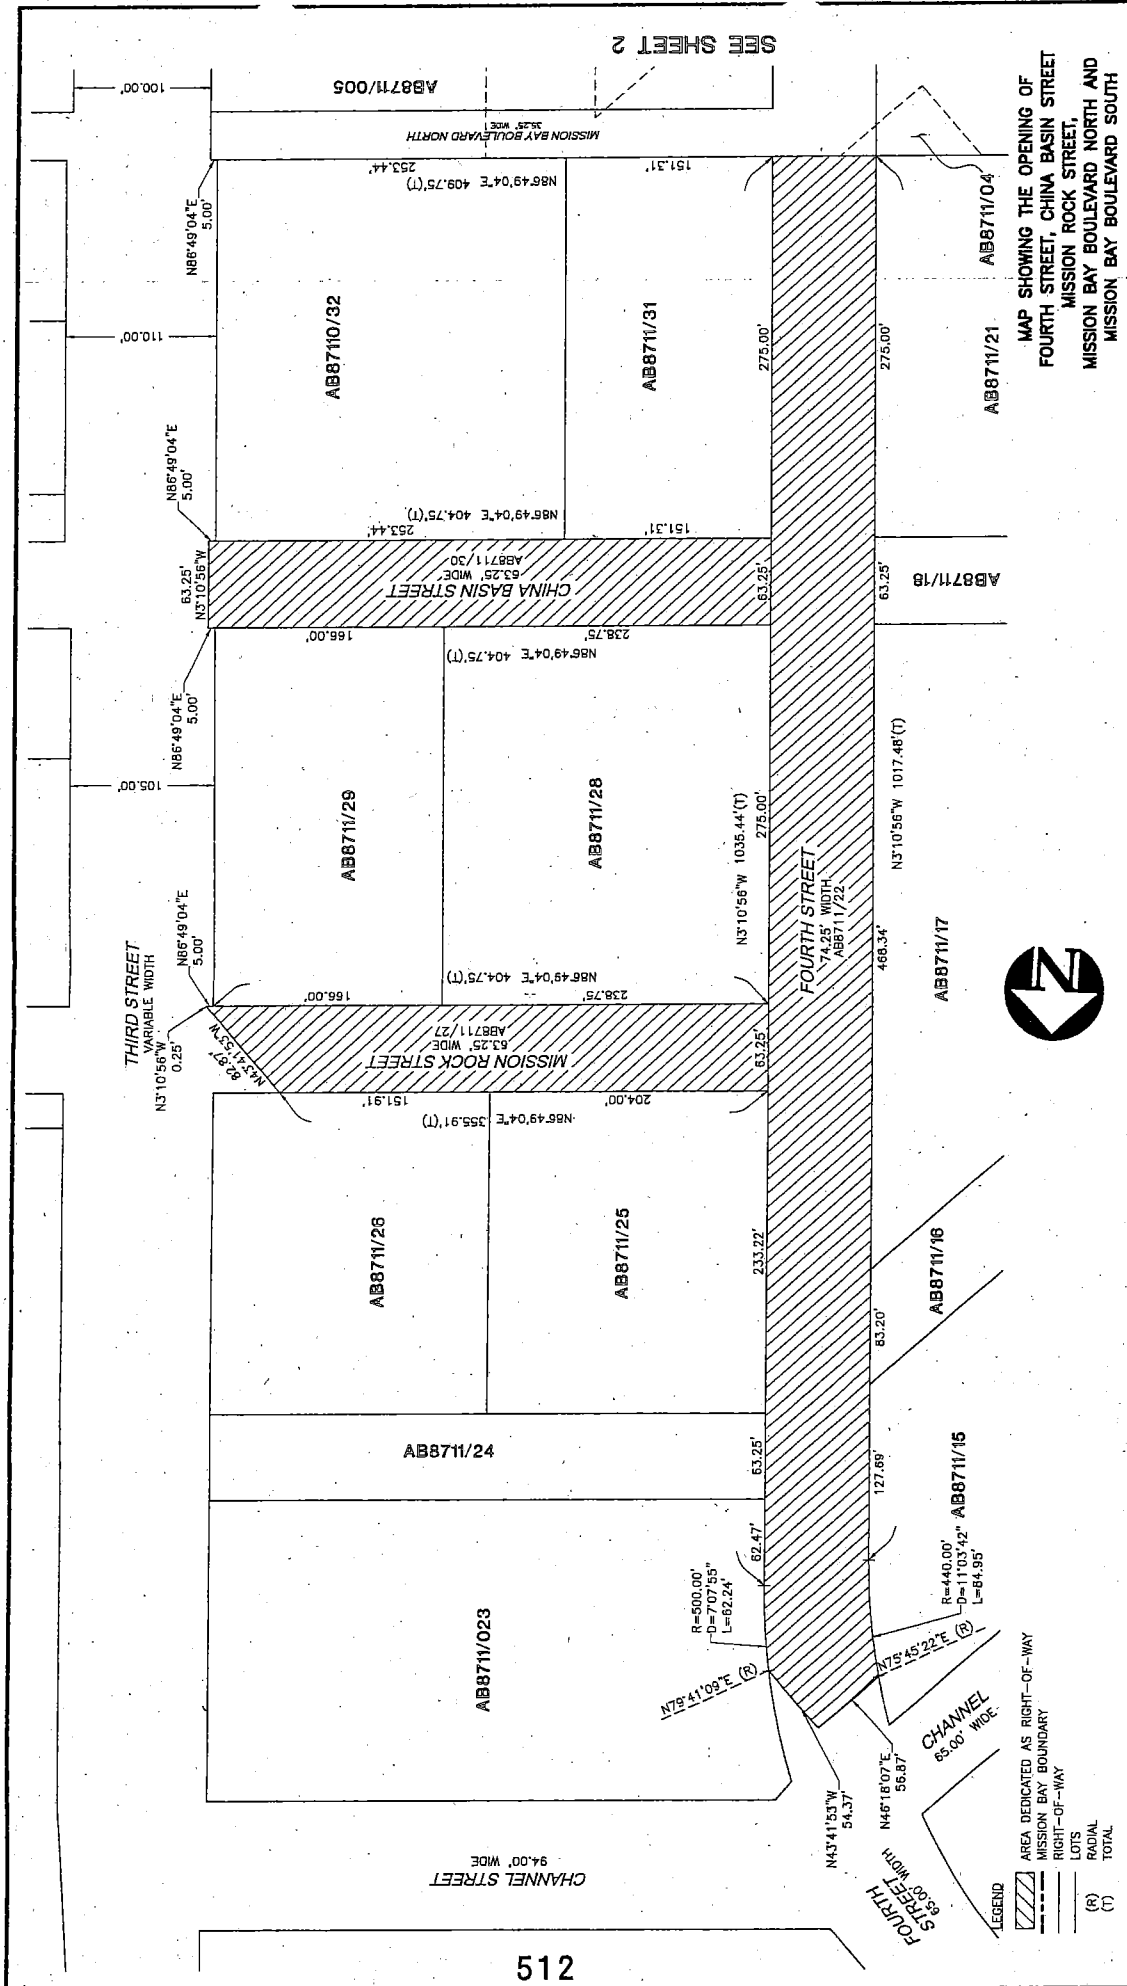 SEE SHEET 2
100.00'
AB8711/005
MISSION BAY BOULEVARD NORTH
35.25' WIDE
N86°49'04"E
5.00'
253.44'
N86°49'04"E 409.75'(T)
151.31'
110.00'
AB87110/32
AB8711/31
275.00'
275.00'
AB8711/04
AB8711/21
MAP SHOWING THE OPENING OF
FOURTH STREET, CHINA BASIN STREET
MISSION ROCK STREET,
MISSION BAY BOULEVARD NORTH AND
MISSION BAY BOULEVARD SOUTH
N86°49'04"E
5.00'
253.44'
N86°49'04"E 404.75'(T)
151.31'
63.25'
N3°10'56"W
CHINA BASIN STREET
63.25' WIDE
AB8711/30
63.25'
63.25'
AB8711/18
N86°49'04"E
5.00'
166.00'
N86°49'04"E 404.75'(T)
238.75'
105.00'
AB8711/29
AB8711/28
N3°10'56"W 1035.44'(T)
275.00'
FOURTH STREET
74.25' WIDTH
AB8711/22
N3°10'56"W 1017.48'(T)
468.34'
AB8711/17
N
THIRD STREET
VARIABLE WIDTH
N86°49'04"E
5.00'
N3°10'56"W
0.25'
N43°41'53"W
82.87'
166.00'
N86°49'04"E 404.75'(T)
238.75'
MISSION ROCK STREET
63.25' WIDE
AB8711/27
63.25'
151.91'
N86°49'04"E 355.91'(T)
204.00'
AB8711/26
AB8711/25
233.22'
83.20'
AB8711/16
AB8711/24
63.25'
127.69'
AB8711/15
62.47'
R=500.00'
D=7°07'55"
L=62.24'
R=440.00'
D=11°03'42"
L=84.95'
AB8711/023
N79°41'09"E (R)
N75°45'22"E (R)
N43°41'53"W
54.37'
N46°18'07"E
56.87'
CHANNEL
65.00' WIDE
FOURTH
STREET
65.00' WIDTH
CHANNEL STREET
94.00' WIDE
LEGEND
AREA DEDICATED AS RIGHT-OF-WAY
MISSION BAY BOUNDARY
RIGHT-OF-WAY
LOTS
(R) RADIAL
(T) TOTAL
512